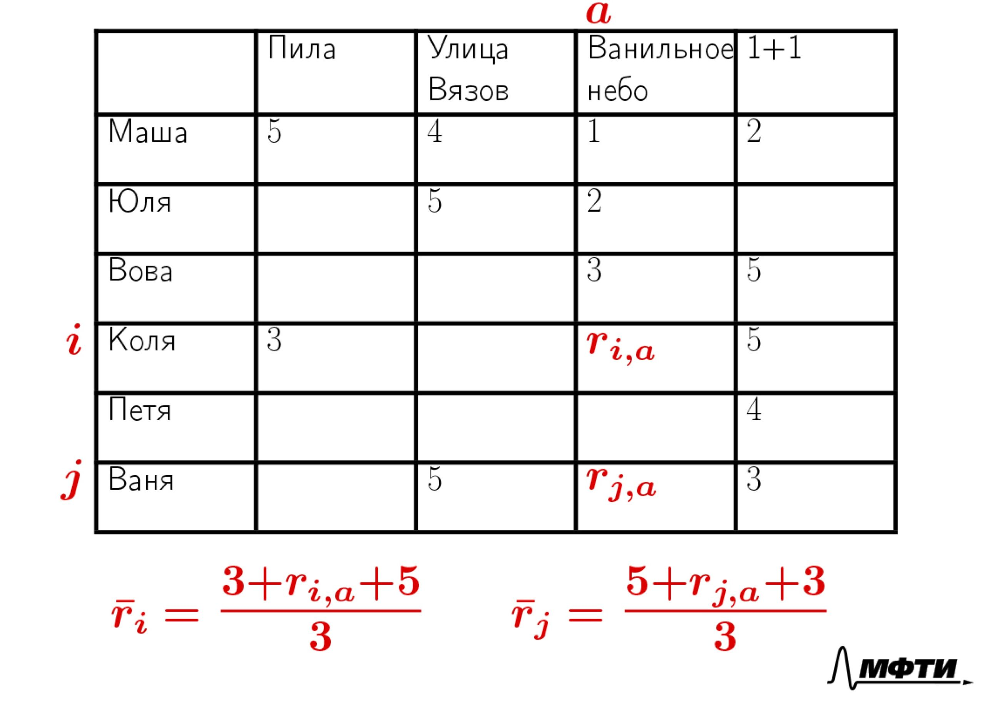 a
Пила Улица Ванильное 1+1
Вязов небо
Маша 5 4 1 2
Юля 5 2
Вова 3 5
i Коля 3 r_{i,a} 5
Петя 4
j Ваня 5 r_{j,a} 3
r̄_i = \frac{3+r_{i,a}+5}{3} r̄_j = \frac{5+r_{j,a}+3}{3}
МФТИ